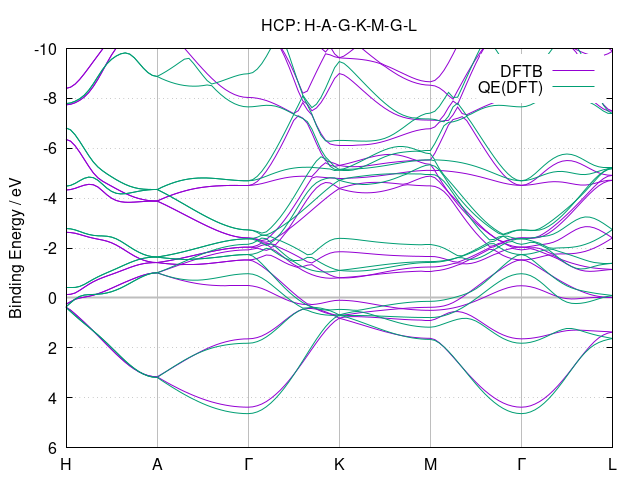 HCP: H-A-G-K-M-G-L
DFTB
QE(DFT)
Binding Energy / eV
-10
-8
-6
-4
-2
0
2
4
6
H A Γ K M Γ L